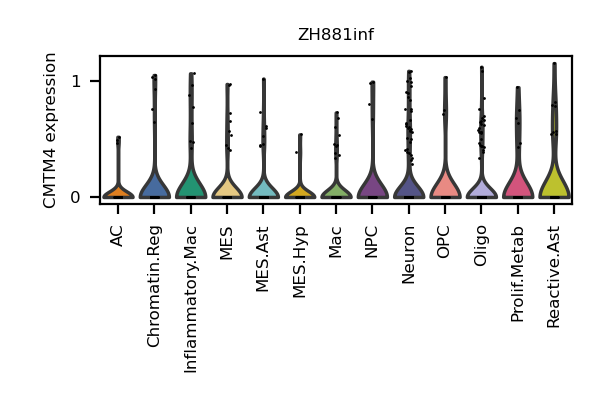 ZH881inf
CMTM4 expression
1
0
AC
Chromatin.Reg
Inflammatory.Mac
MES
MES.Ast
MES.Hyp
Mac
NPC
Neuron
OPC
Oligo
Prolif.Metab
Reactive.Ast